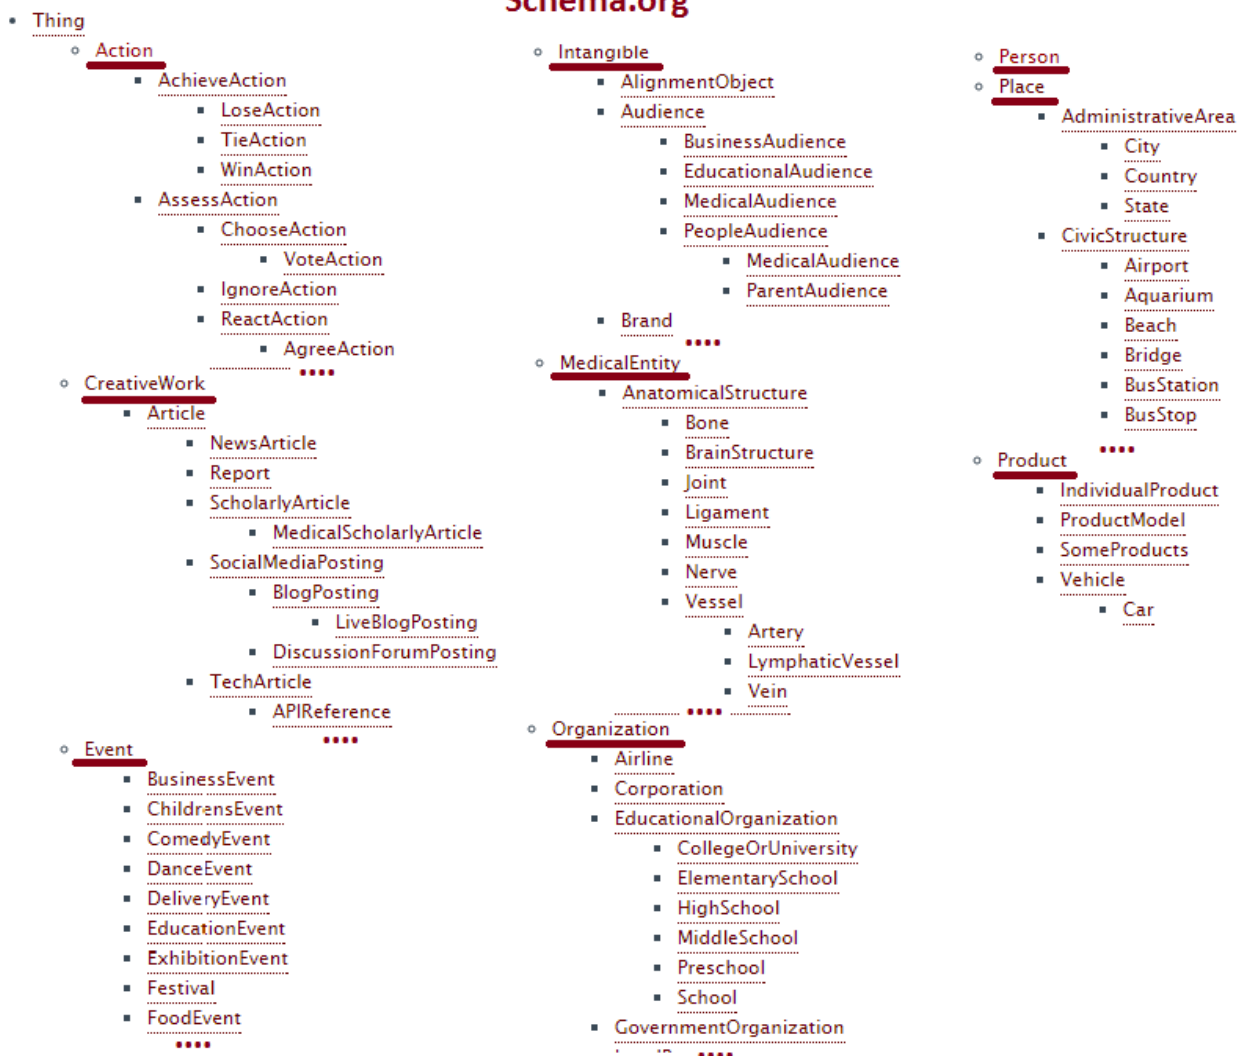 Schema.org
Thing
Action
AchieveAction
LoseAction
TieAction
WinAction
AssessAction
ChooseAction
VoteAction
IgnoreAction
ReactAction
AgreeAction
CreativeWork
Article
NewsArticle
Report
ScholarlyArticle
MedicalScholarlyArticle
SocialMediaPosting
BlogPosting
LiveBlogPosting
DiscussionForumPosting
TechArticle
APIReference
Event
BusinessEvent
ChildrensEvent
ComedyEvent
DanceEvent
DeliveryEvent
EducationEvent
ExhibitionEvent
Festival
FoodEvent
Intangible
AlignmentObject
Audience
BusinessAudience
EducationalAudience
MedicalAudience
PeopleAudience
MedicalAudience
ParentAudience
Brand
MedicalEntity
AnatomicalStructure
Bone
BrainStructure
Joint
Ligament
Muscle
Nerve
Vessel
Artery
LymphaticVessel
Vein
Organization
Airline
Corporation
EducationalOrganization
CollegeOrUniversity
ElementarySchool
HighSchool
MiddleSchool
Preschool
School
GovernmentOrganization
Person
Place
AdministrativeArea
City
Country
State
CivicStructure
Airport
Aquarium
Beach
Bridge
BusStation
BusStop
Product
IndividualProduct
ProductModel
SomeProducts
Vehicle
Car